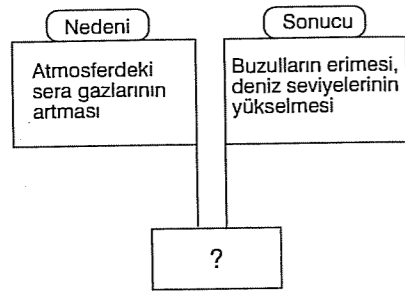 Nedeni
Atmosferdeki
sera gazlarının
artması
Sonucu
Buzulların erimesi,
deniz seviyelerinin
yükselmesi
?